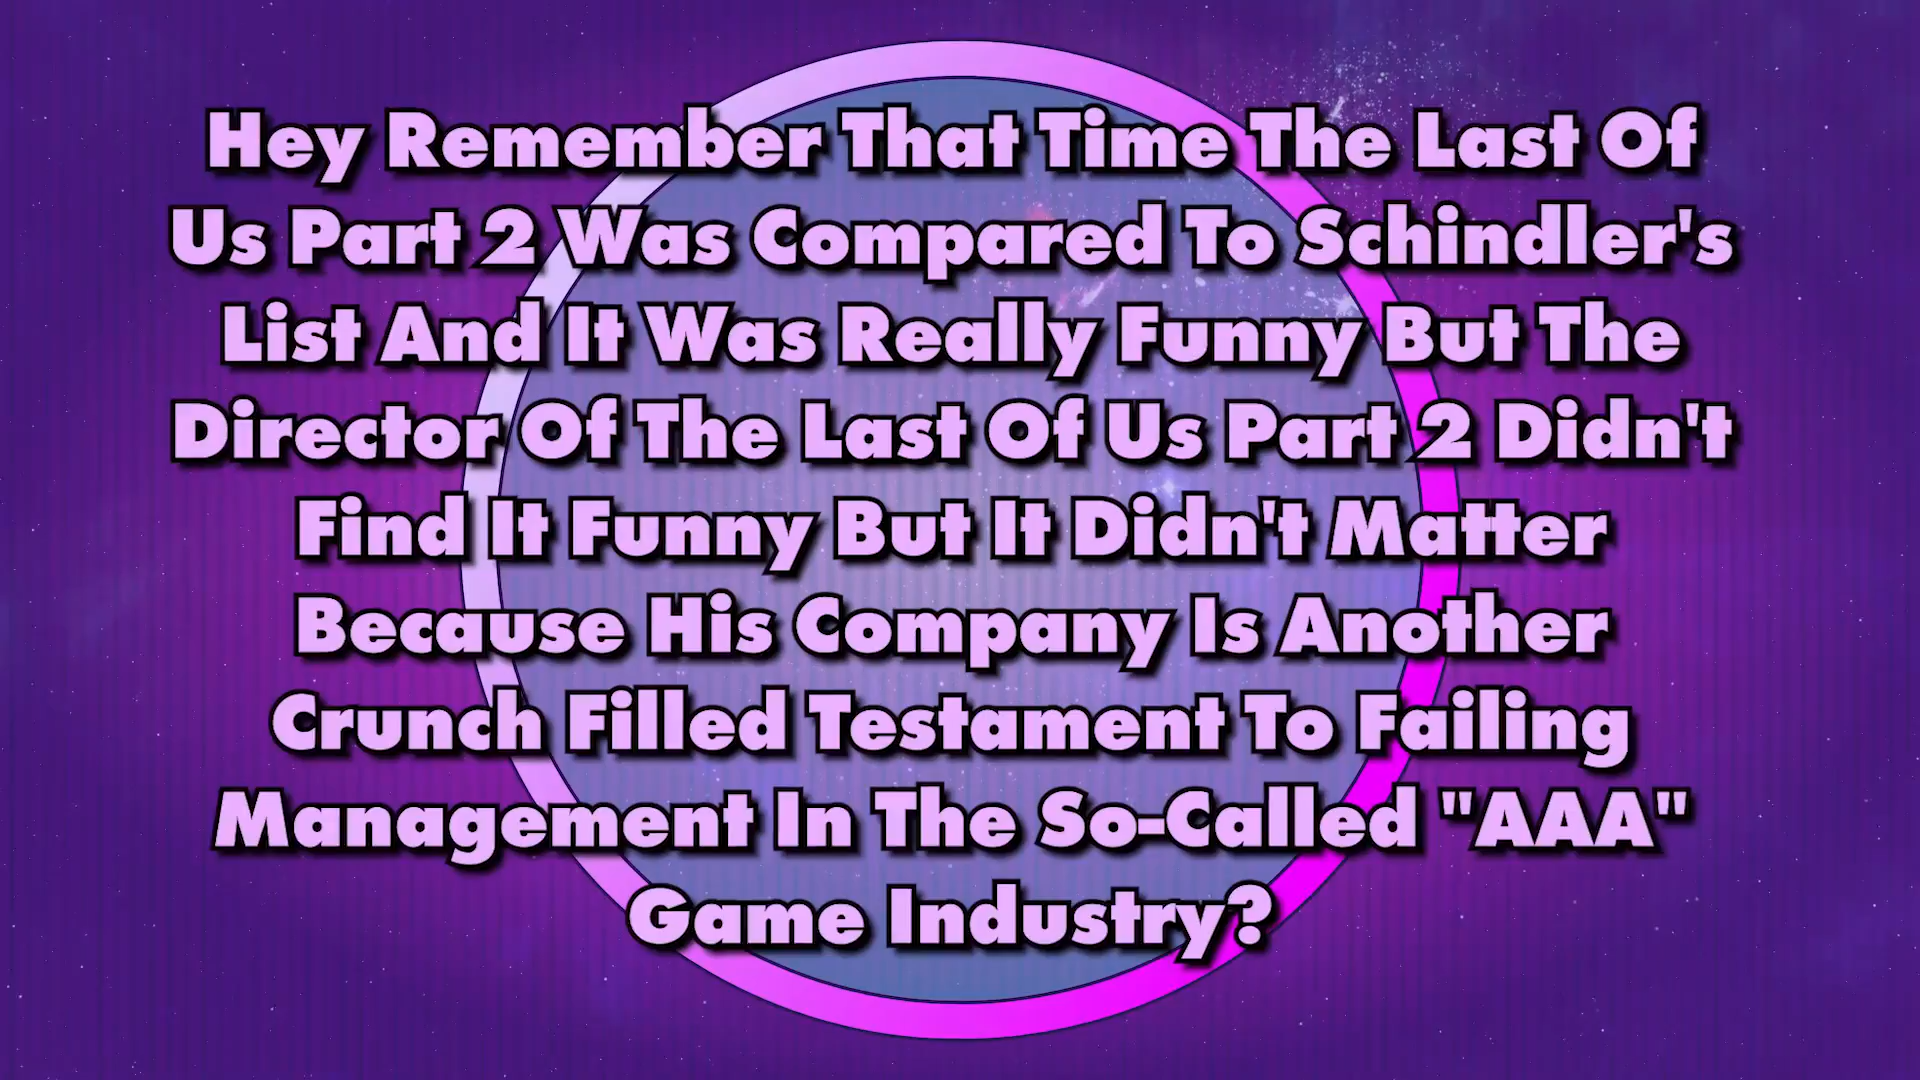 Hey Remember That Time The Last Of
Us Part 2 Was Compared To Schindler's
List And It Was Really Funny But The
Director Of The Last Of Us Part 2 Didn't
Find It Funny But It Didn't Matter
Because His Company Is Another
Crunch Filled Testament To Failing
Management In The So-Called "AAA"
Game Industry?